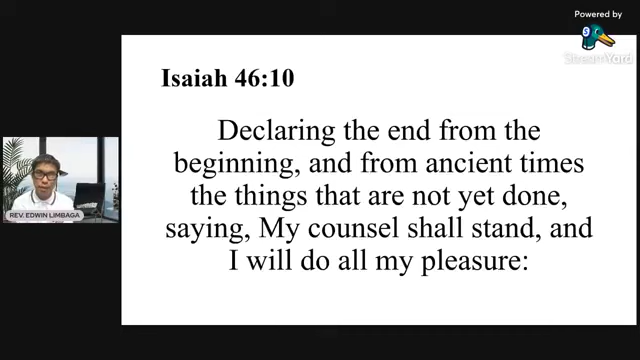 Powered by
StreamYard
Isaiah 46:10
Declaring the end from the
beginning, and from ancient times
the things that are not yet done,
saying, My counsel shall stand, and
I will do all my pleasure:
REV. EDWIN LIMBAGA